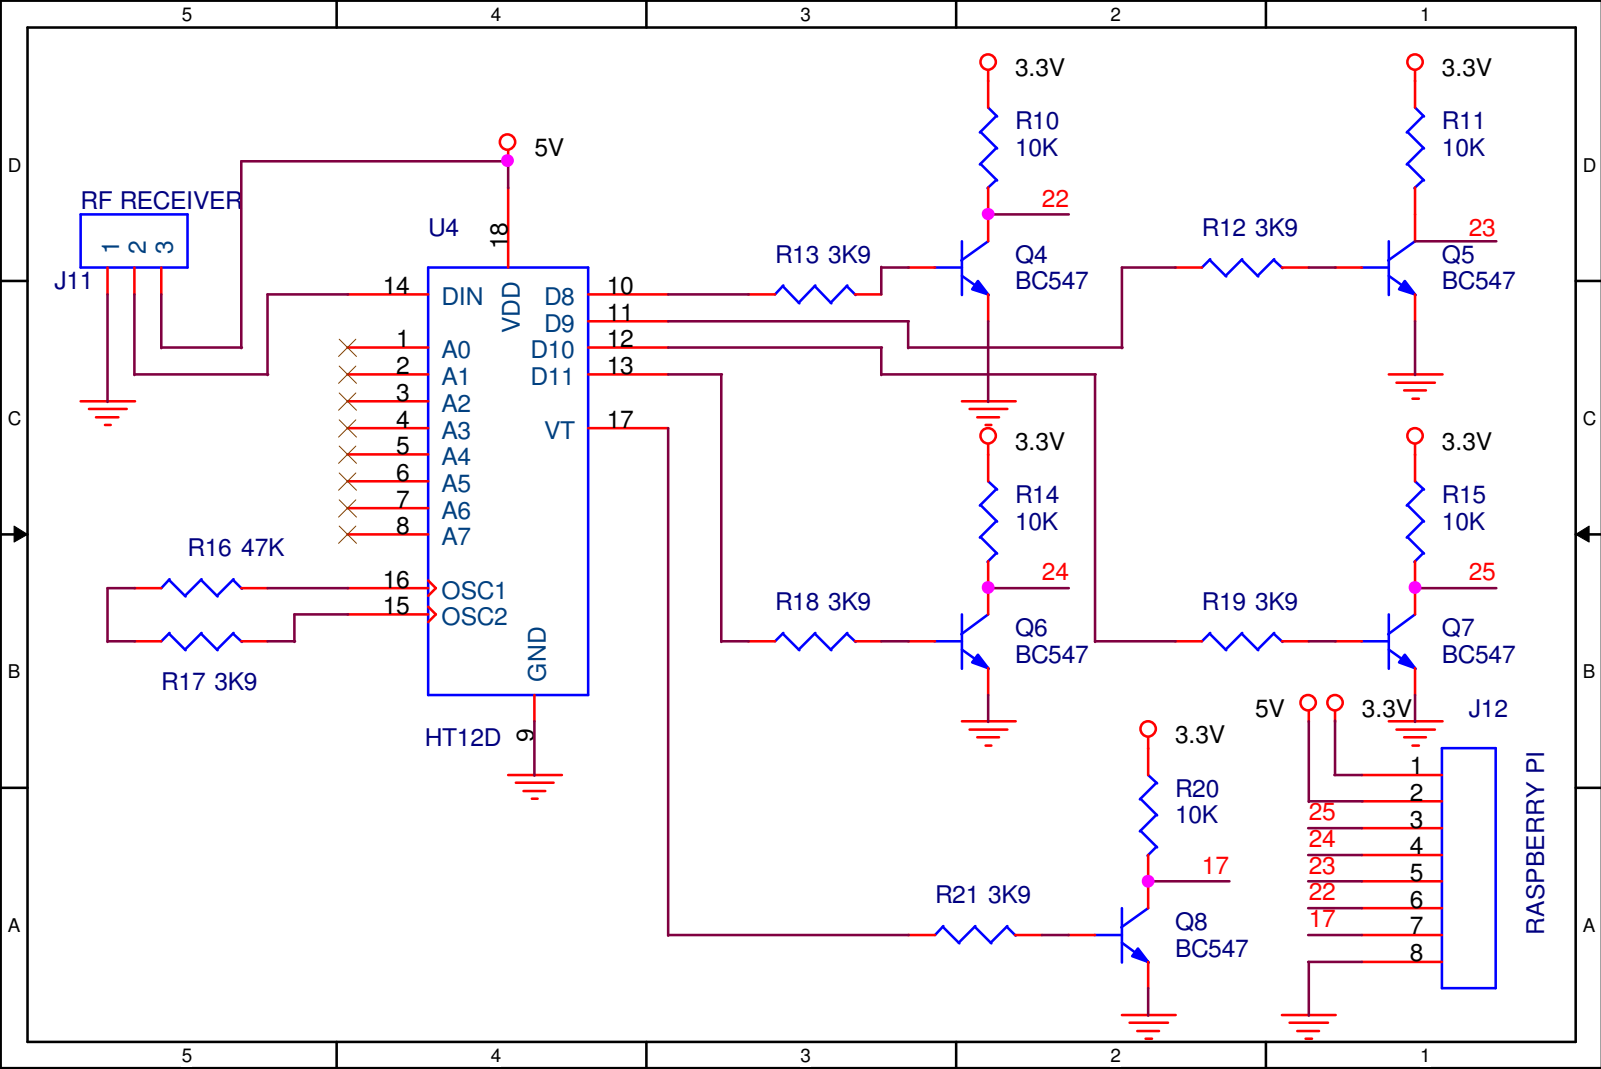 5 4 3 2 1
D
D
C
C
B
B
A
A
5 4 3 2 1
RF RECEIVER
1 2 3
J11
5V
U4
18
VDD
14 DIN
1 A0
2 A1
3 A2
4 A3
5 A4
6 A5
7 A6
8 A7
16 OSC1
15 OSC2
D8 10
D9 11
D10 12
D11 13
VT 17
GND
9
HT12D
R16 47K
R17 3K9
3.3V
R10
10K
22
R13 3K9
Q4
BC547
3.3V
R11
10K
23
R12 3K9
Q5
BC547
3.3V
R14
10K
24
R18 3K9
Q6
BC547
3.3V
R15
10K
25
R19 3K9
Q7
BC547
3.3V
R20
10K
17
R21 3K9
Q8
BC547
5V 3.3V J12
1
2
25 3
24 4
23 5
22 6
17 7
8
RASPBERRY PI